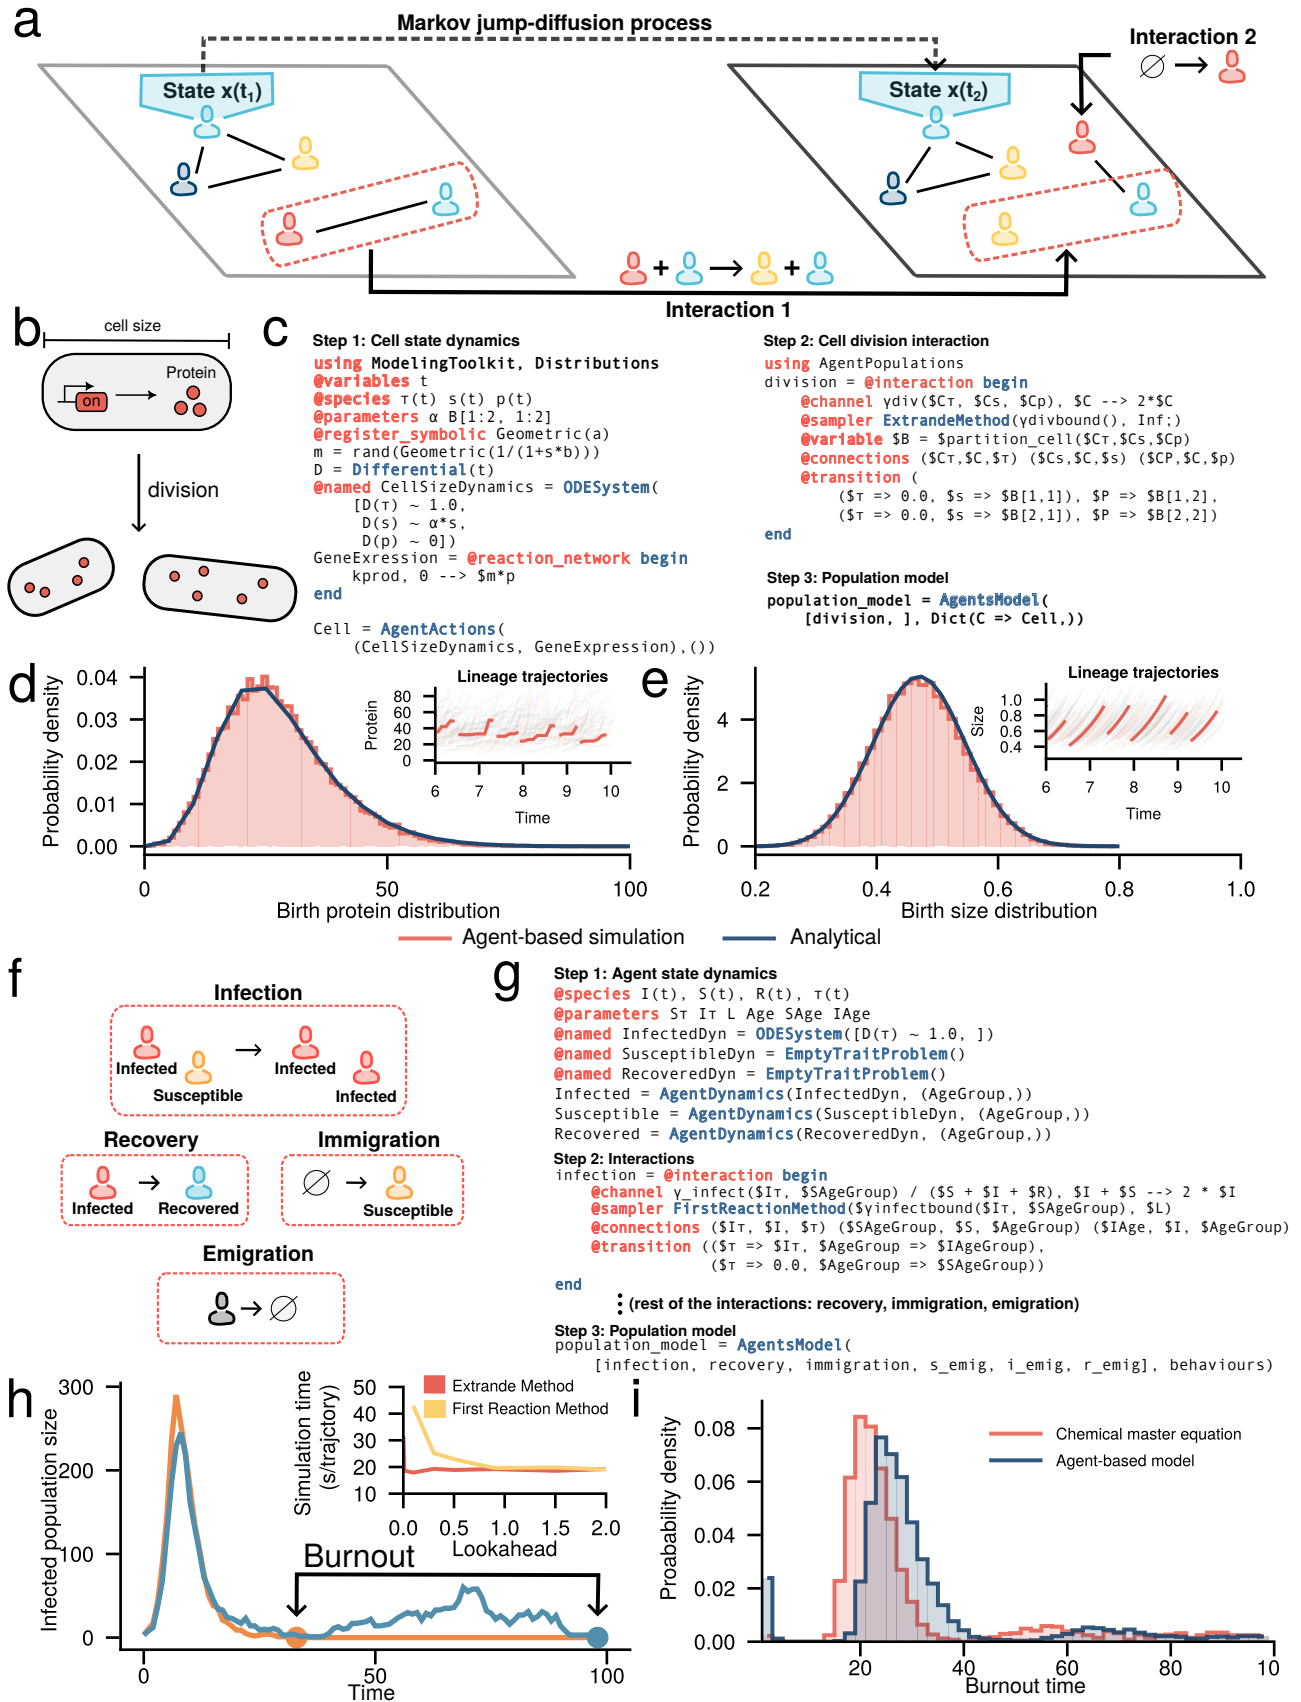 a
Markov jump-diffusion process
Interaction 2
∅ →
State x(t₁)
State x(t₂)
+ → +
Interaction 1
b
cell size
Protein
on
division
c
Step 1: Cell state dynamics
using ModelingToolkit, Distributions
@variables t
@species τ(t) s(t) p(t)
@parameters α B[1:2, 1:2]
@register_symbolic Geometric(a)
m = rand(Geometric(1/(1+s*b)))
D = Differential(t)
@named CellSizeDynamics = ODESystem(
[D(τ) ~ 1.0,
D(s) ~ α*s,
D(p) ~ 0])
GeneExpression = @reaction_network begin
kprod, 0 --> $m*p
end
Cell = AgentActions(
(CellSizeDynamics, GeneExpression),())
Step 2: Cell division interaction
using AgentPopulations
division = @interaction begin
@channel γdiv($Cτ, $Cs, $Cp), $C --> 2*$C
@sampler ExtrandeMethod(γdivbound(), Inf;)
@variable $B = $partition_cell($Cτ,$Cs,$Cp)
@connections ($Cτ,$C,$τ) ($Cs,$C,$s) ($CP,$C,$p)
@transition (
($τ => 0.0, $s => $B[1,1]), $P => $B[1,2],
($τ => 0.0, $s => $B[2,1]), $P => $B[2,2])
end
Step 3: Population model
population_model = AgentsModel(
[division, ], Dict(C => Cell,))
d
Probability density
0.04
0.03
0.02
0.01
0.00
0
50
100
Birth protein distribution
Lineage trajectories
Protein
80
60
40
20
0
6 7 8 9 10
Time
e
Probability density
4
2
0
0.2 0.4 0.6 0.8 1.0
Birth size distribution
Lineage trajectories
Size
1.0
0.8
0.6
0.4
6 7 8 9 10
Time
Agent-based simulation
Analytical
f
Infection
Infected
Susceptible
→
Infected
Infected
Recovery
Infected
→
Recovered
Immigration
∅ →
Susceptible
Emigration
→ ∅
g
Step 1: Agent state dynamics
@species I(t), S(t), R(t), τ(t)
@parameters Sτ Iτ L Age SAge IAge
@named InfectedDyn = ODESystem([D(τ) ~ 1.0, ])
@named SusceptibleDyn = EmptyTraitProblem()
@named RecoveredDyn = EmptyTraitProblem()
Infected = AgentDynamics(InfectedDyn, (AgeGroup,))
Susceptible = AgentDynamics(SusceptibleDyn, (AgeGroup,))
Recovered = AgentDynamics(RecoveredDyn, (AgeGroup,))
Step 2: Interactions
infection = @interaction begin
@channel γ_infect($Iτ, $SAgeGroup) / ($S + $I + $R), $I + $S --> 2 * $I
@sampler FirstReactionMethod($γinfectbound($Iτ, $SAgeGroup), $L)
@connections ($Iτ, $I, $τ) ($SAgeGroup, $S, $AgeGroup) ($IAge, $I, $AgeGroup)
@transition (($τ => $Iτ, $AgeGroup => $IAgeGroup),
($τ => 0.0, $AgeGroup => $SAgeGroup))
end
⋮ (rest of the interactions: recovery, immigration, emigration)
Step 3: Population model
population_model = AgentsModel(
[infection, recovery, immigration, s_emig, i_emig, r_emig], behaviours)
h
Infected population size
300
200
100
0
0
50
100
Time
Burnout
Simulation time
(s/trajctory)
50
40
30
20
10
0.0 0.5 1.0 1.5 2.0
Lookahead
Extrande Method
First Reaction Method
i
Proabability density
0.08
0.06
0.04
0.02
0.00
20 40 60 80 10
Burnout time
Chemical master equation
Agent-based model